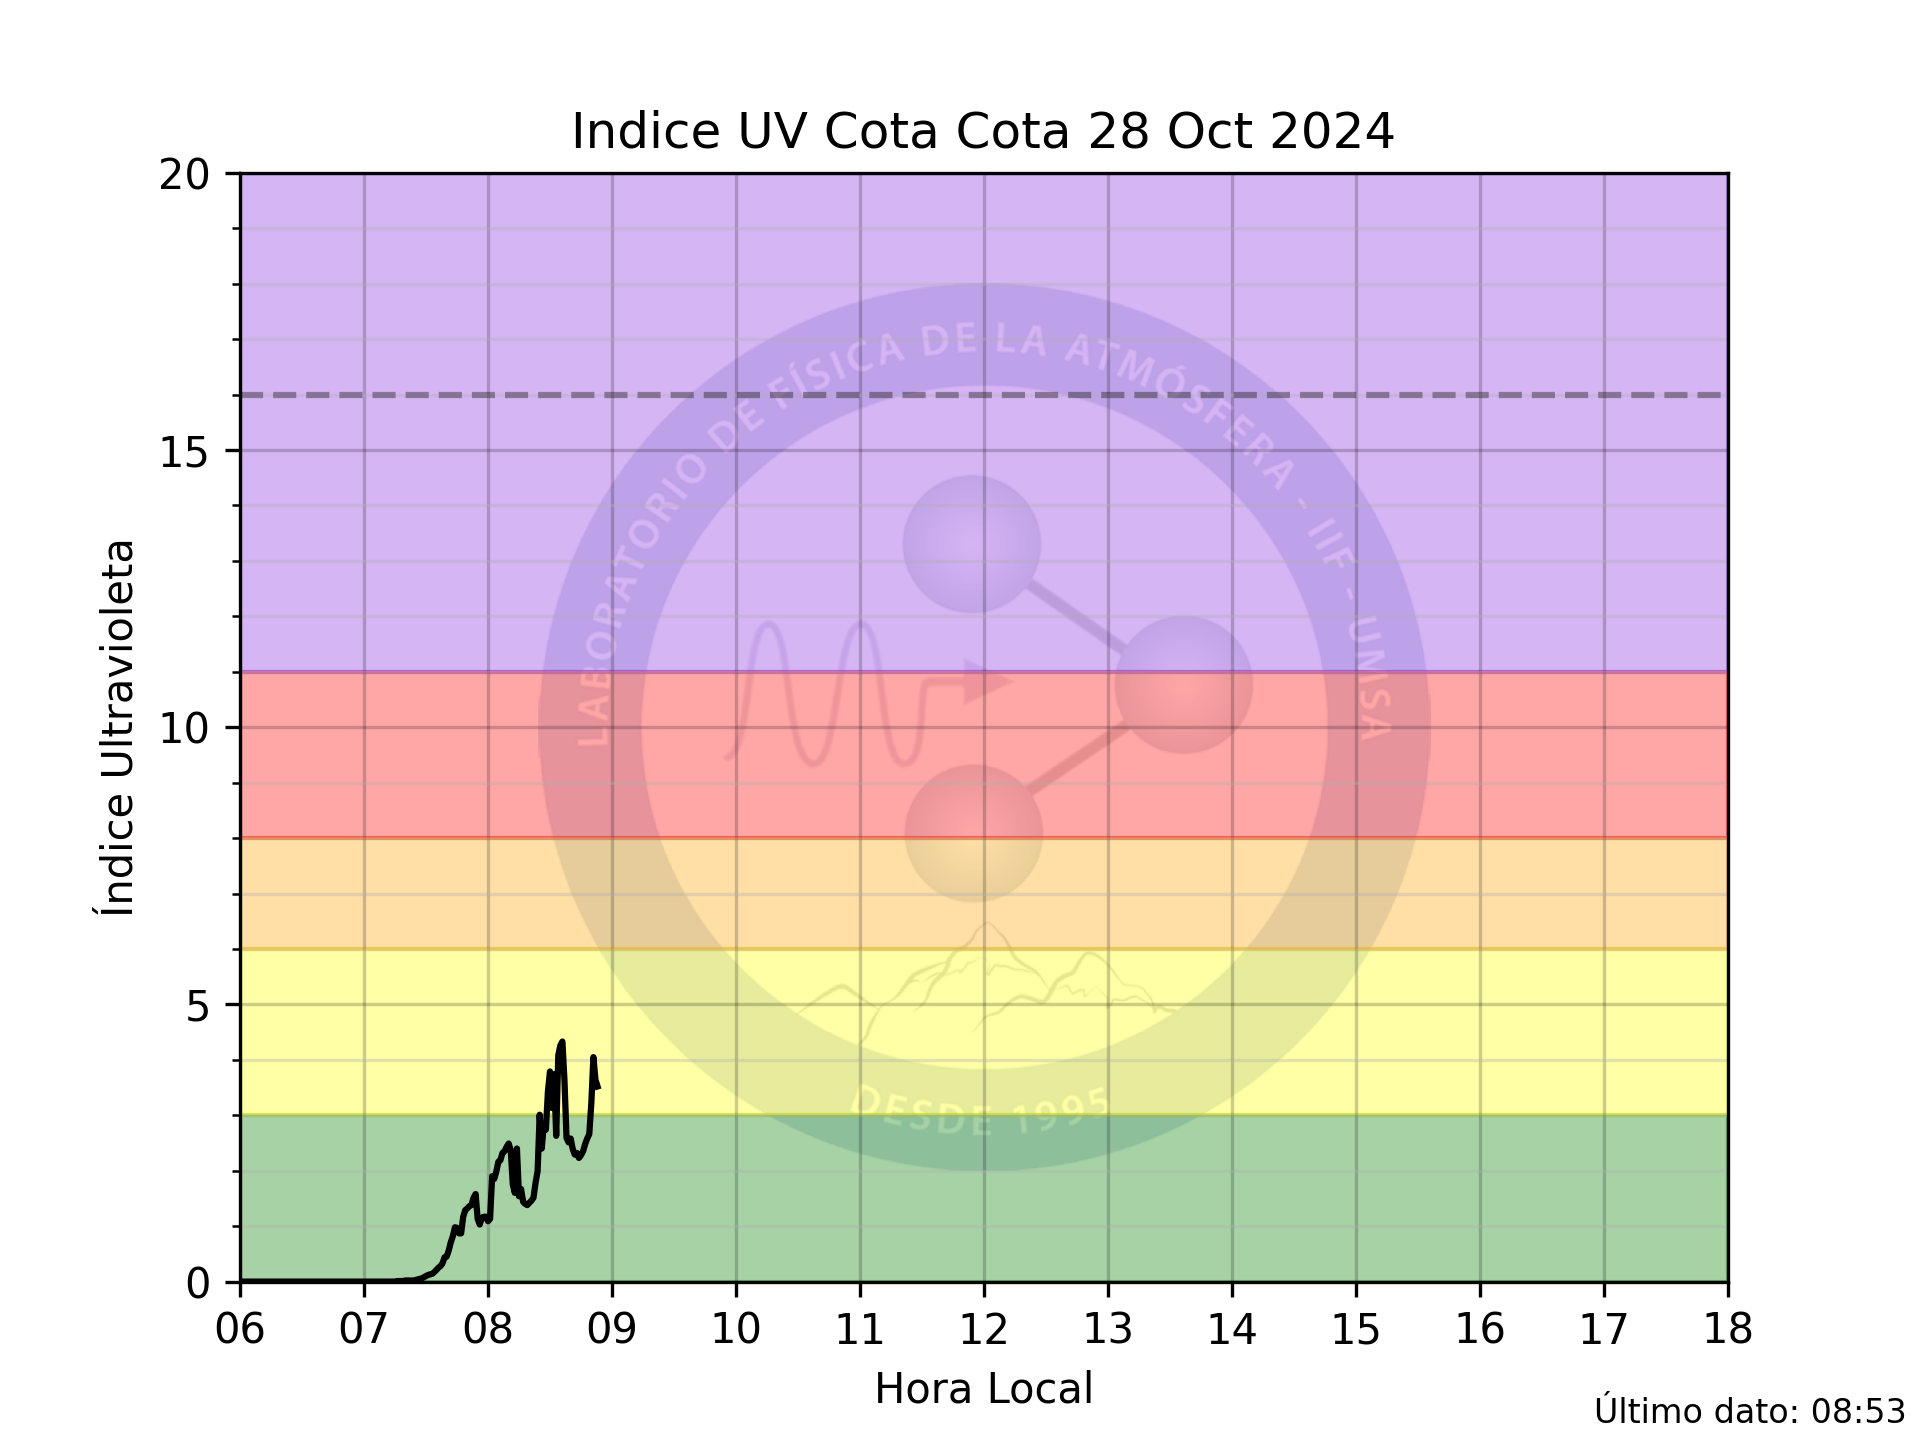 Indice UV Cota Cota 28 Oct 2024
20
15
10
5
0
Índice Ultravioleta
LABORATORIO DE FÍSICA DE LA ATMÓSFERA - IIF - UMSA
DESDE 1995
06 07 08 09 10 11 12 13 14 15 16 17 18
Hora Local
Último dato: 08:53